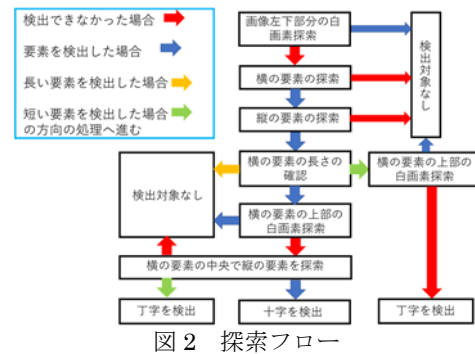 検出できなかった場合
要素を検出した場合
長い要素を検出した場合
短い要素を検出した場合
の方向の処理へ進む
画像左下部分の白
画素探索
横の要素の探索
縦の要素の探索
検出対象なし
横の要素の長さの
確認
横の要素の上部の
白画素探索
検出対象なし
横の要素の上部の
白画素探索
横の要素の中央で縦の要素を探索
丁字を検出
十字を検出
丁字を検出
図2 探索フロー